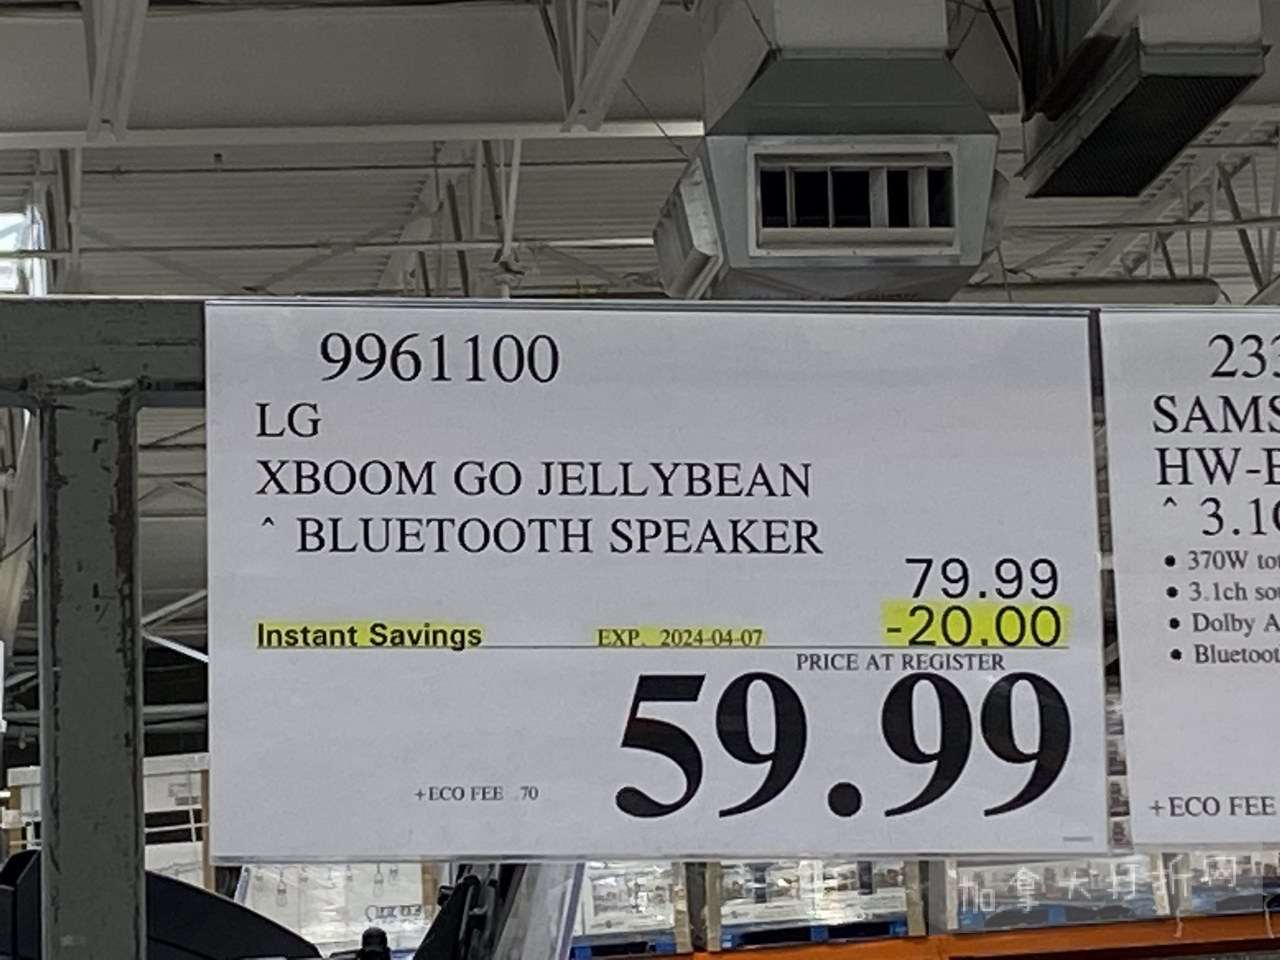 9961100
LG
XBOOM GO JELLYBEAN
^ BLUETOOTH SPEAKER
79.99
Instant Savings EXP. 2024-04-07 -20.00
PRICE AT REGISTER
59.99
+ECO FEE .70
233
SAMS
HW-
^ 3.1
370W to
3.1ch so
Dolby A
Bluetoot
+ECO FEE
加拿大打折网